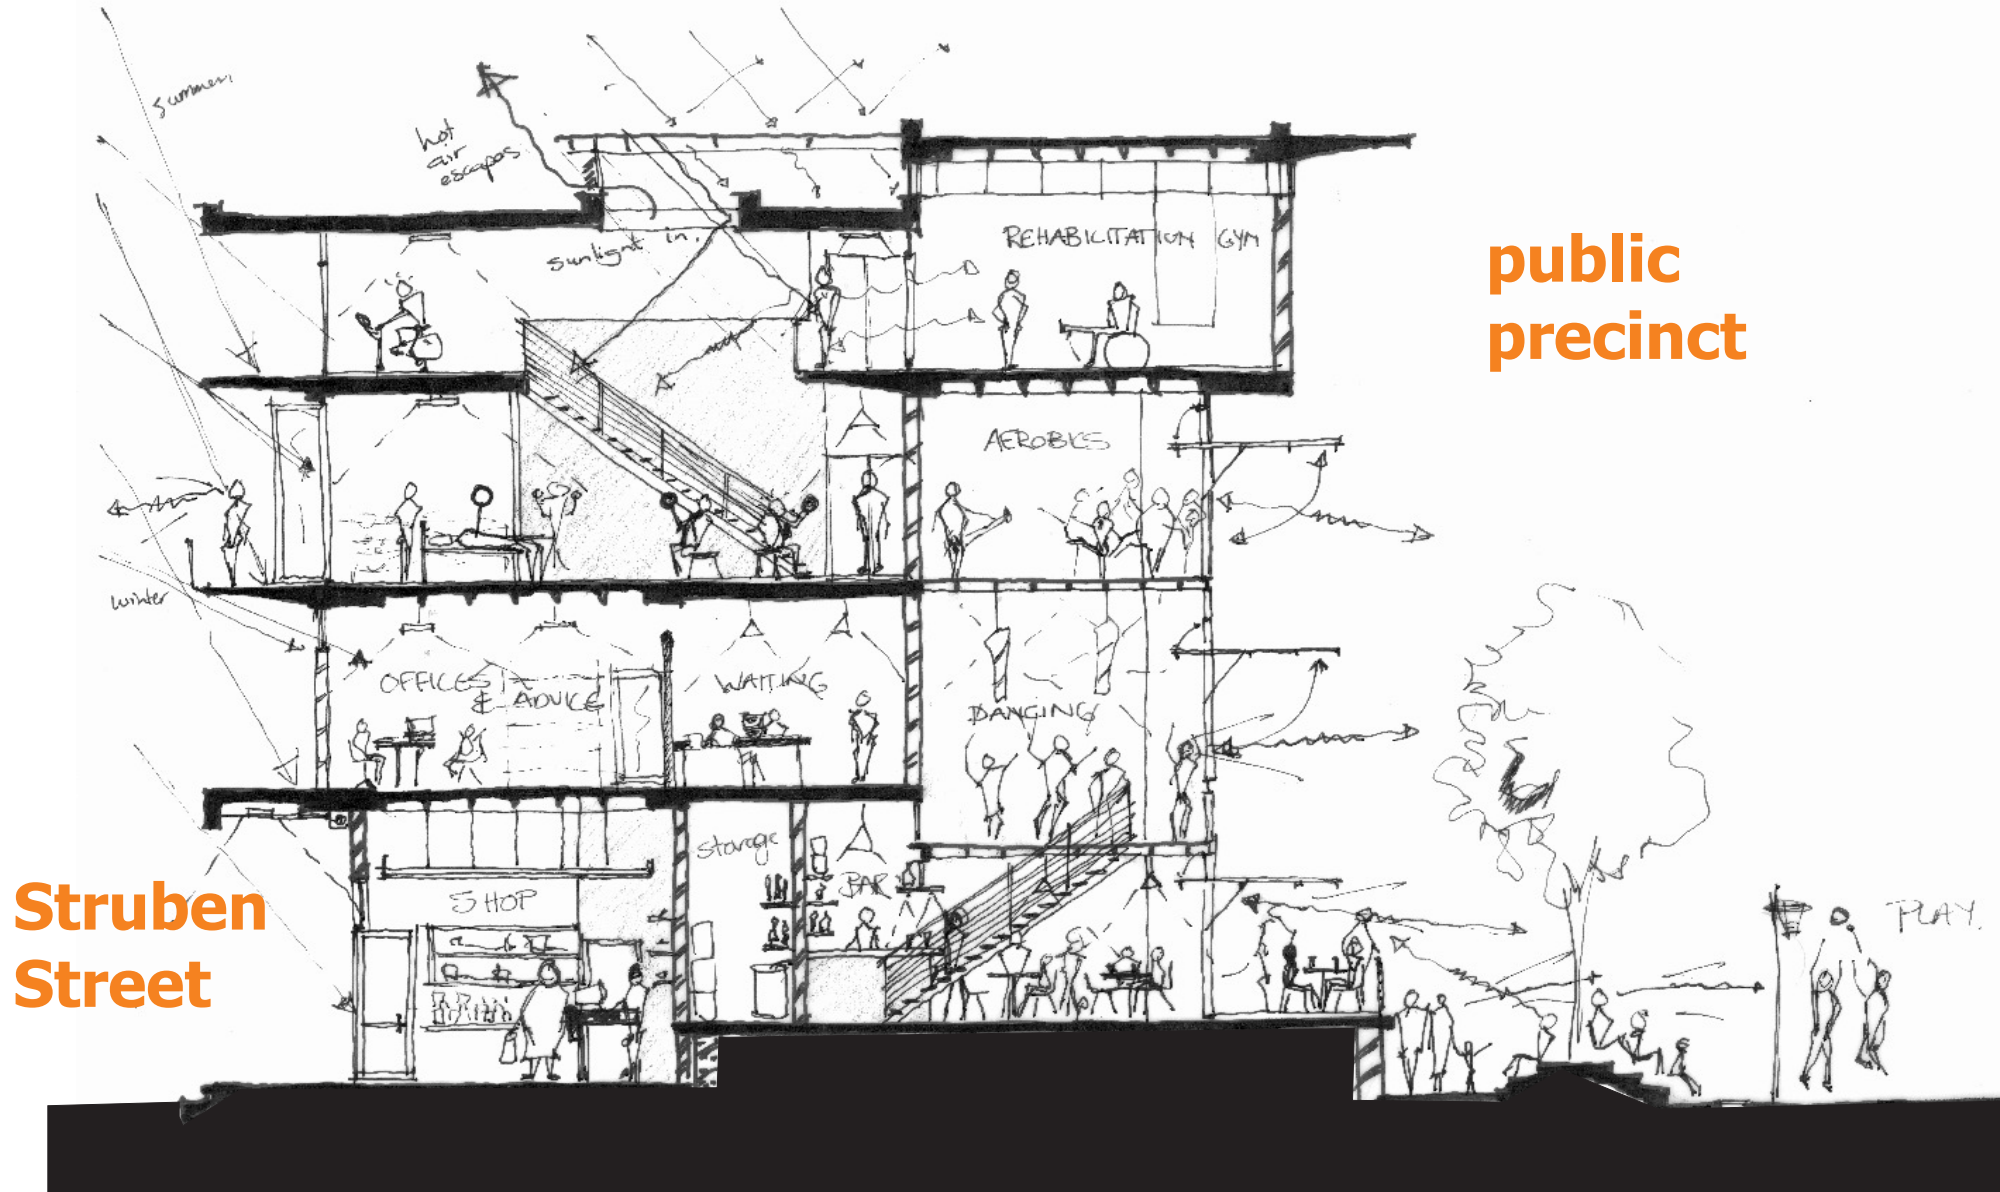 summer.
hot
air
escapes
sunlight in.
REHABILITATION GYM
public
precinct
AEROBICS
winter
OFFICES
& ADVICE
WAITING
DANCING
storage
BAR
SHOP
Struben
Street
PLAY.